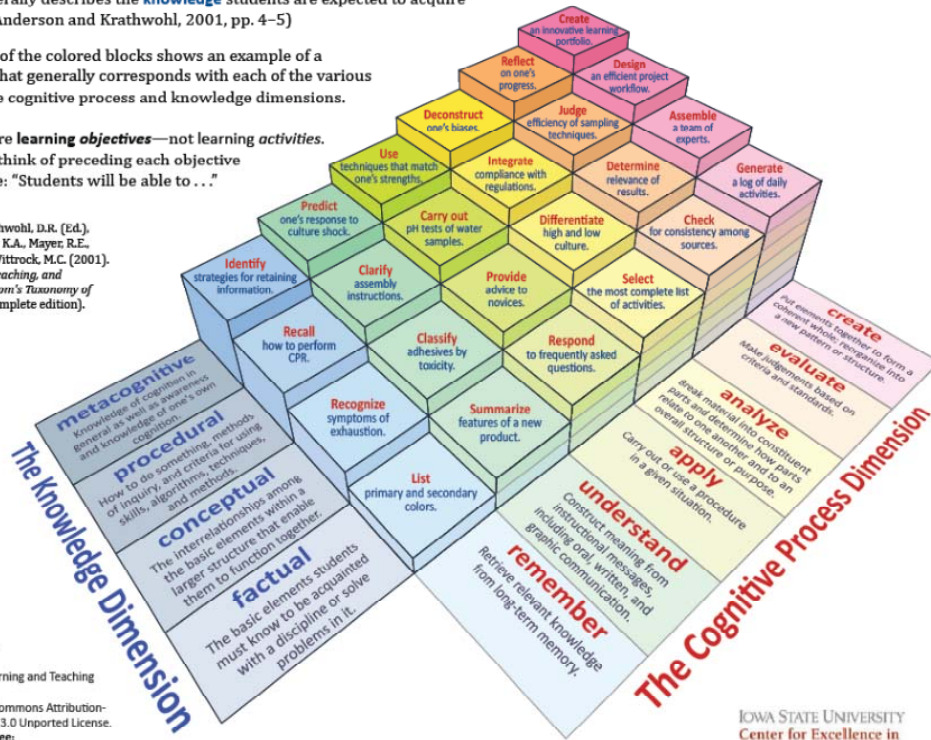 erally describes the knowledge students are expected to acquire
Anderson and Krathwohl, 2001, pp. 4–5)
of the colored blocks shows an example of a
hat generally corresponds with each of the various
e cognitive process and knowledge dimensions.
re learning objectives—not learning activities.
think of preceding each objective
e: “Students will be able to . . .”
hwohl, D.R. (Ed.),
K.A., Mayer, R.E.,
Wittrock, M.C. (2001).
eaching, and
om's Taxonomy of
mplete edition).
Create
an innovative learning
portfolio.
Reflect
on one's
progress.
Design
an efficient project
workflow.
Deconstruct
one's biases.
Judge
efficiency of sampling
techniques.
Assemble
a team of
experts.
Use
techniques that match
one's strengths.
Integrate
compliance with
regulations.
Determine
relevance of
results.
Generate
a log of daily
activities.
Predict
one's response to
culture shock.
Carry out
pH tests of water
samples.
Differentiate
high and low
culture.
Check
for consistency among
sources.
Identify
strategies for retaining
information.
Clarify
assembly
instructions.
Provide
advice to
novices.
Select
the most complete list
of activities.
Recall
how to perform
CPR.
Classify
adhesives by
toxicity.
Respond
to frequently asked
questions.
Recognize
symptoms of
exhaustion.
Summarize
features of a new
product.
List
primary and secondary
colors.
metacognitive
Knowledge of cognition in
general as well as awareness
and knowledge of one's own
cognition.
procedural
How to do something, methods
of inquiry, and criteria for using
skills, algorithms, techniques,
and methods.
conceptual
The interrelationships among
the basic elements within a
larger structure that enable
them to function together.
factual
The basic elements students
must know to be acquainted
with a discipline or solve
problems in it.
The Knowledge Dimension
create
Put elements together to form a
coherent whole; reorganize into
a new pattern or structure.
evaluate
Make judgements based on
criteria and standards.
analyze
Break material into constituent
parts and determine how parts
relate to one another and to an
overall structure or purpose.
apply
Carry out or use a procedure
in a given situation.
understand
Construct meaning from
instructional messages,
including oral, written, and
graphic communication.
remember
Retrieve relevant knowledge
from long-term memory.
The Cognitive Process Dimension
rning and Teaching
ommons Attribution-
3.0 Unported License.
ee:
IOWA STATE UNIVERSITY
Center for Excellence in